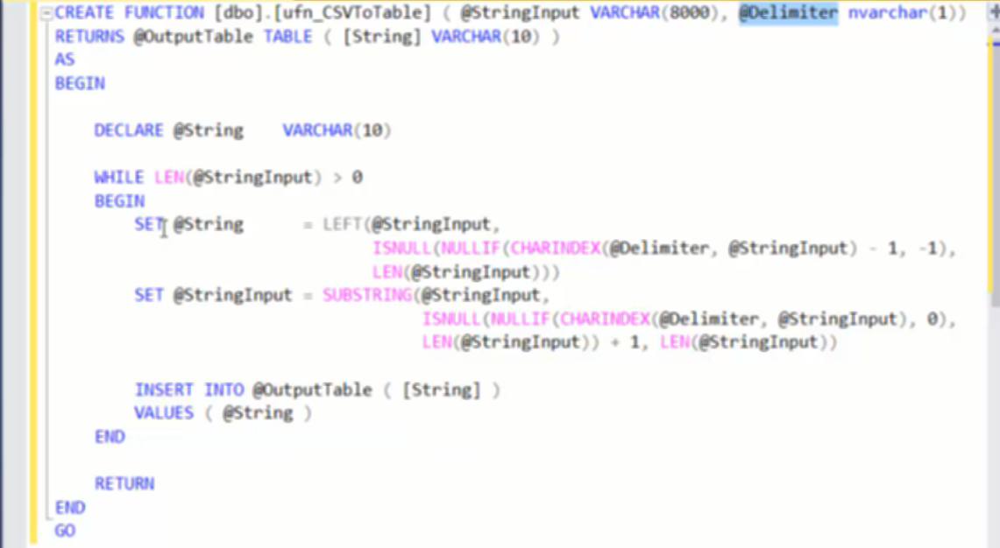 CREATE FUNCTION [dbo].[ufn_CSVToTable] ( @StringInput VARCHAR(8000), @Delimiter nvarchar(1))
RETURNS @OutputTable TABLE ( [String] VARCHAR(10) )
AS
BEGIN
DECLARE @String VARCHAR(10)
WHILE LEN(@StringInput) > 0
BEGIN
SET @String = LEFT(@StringInput,
ISNULL(NULLIF(CHARINDEX(@Delimiter, @StringInput) - 1, -1),
LEN(@StringInput)))
SET @StringInput = SUBSTRING(@StringInput,
ISNULL(NULLIF(CHARINDEX(@Delimiter, @StringInput), 0),
LEN(@StringInput)) + 1, LEN(@StringInput))
INSERT INTO @OutputTable ( [String] )
VALUES ( @String )
END
RETURN
END
GO